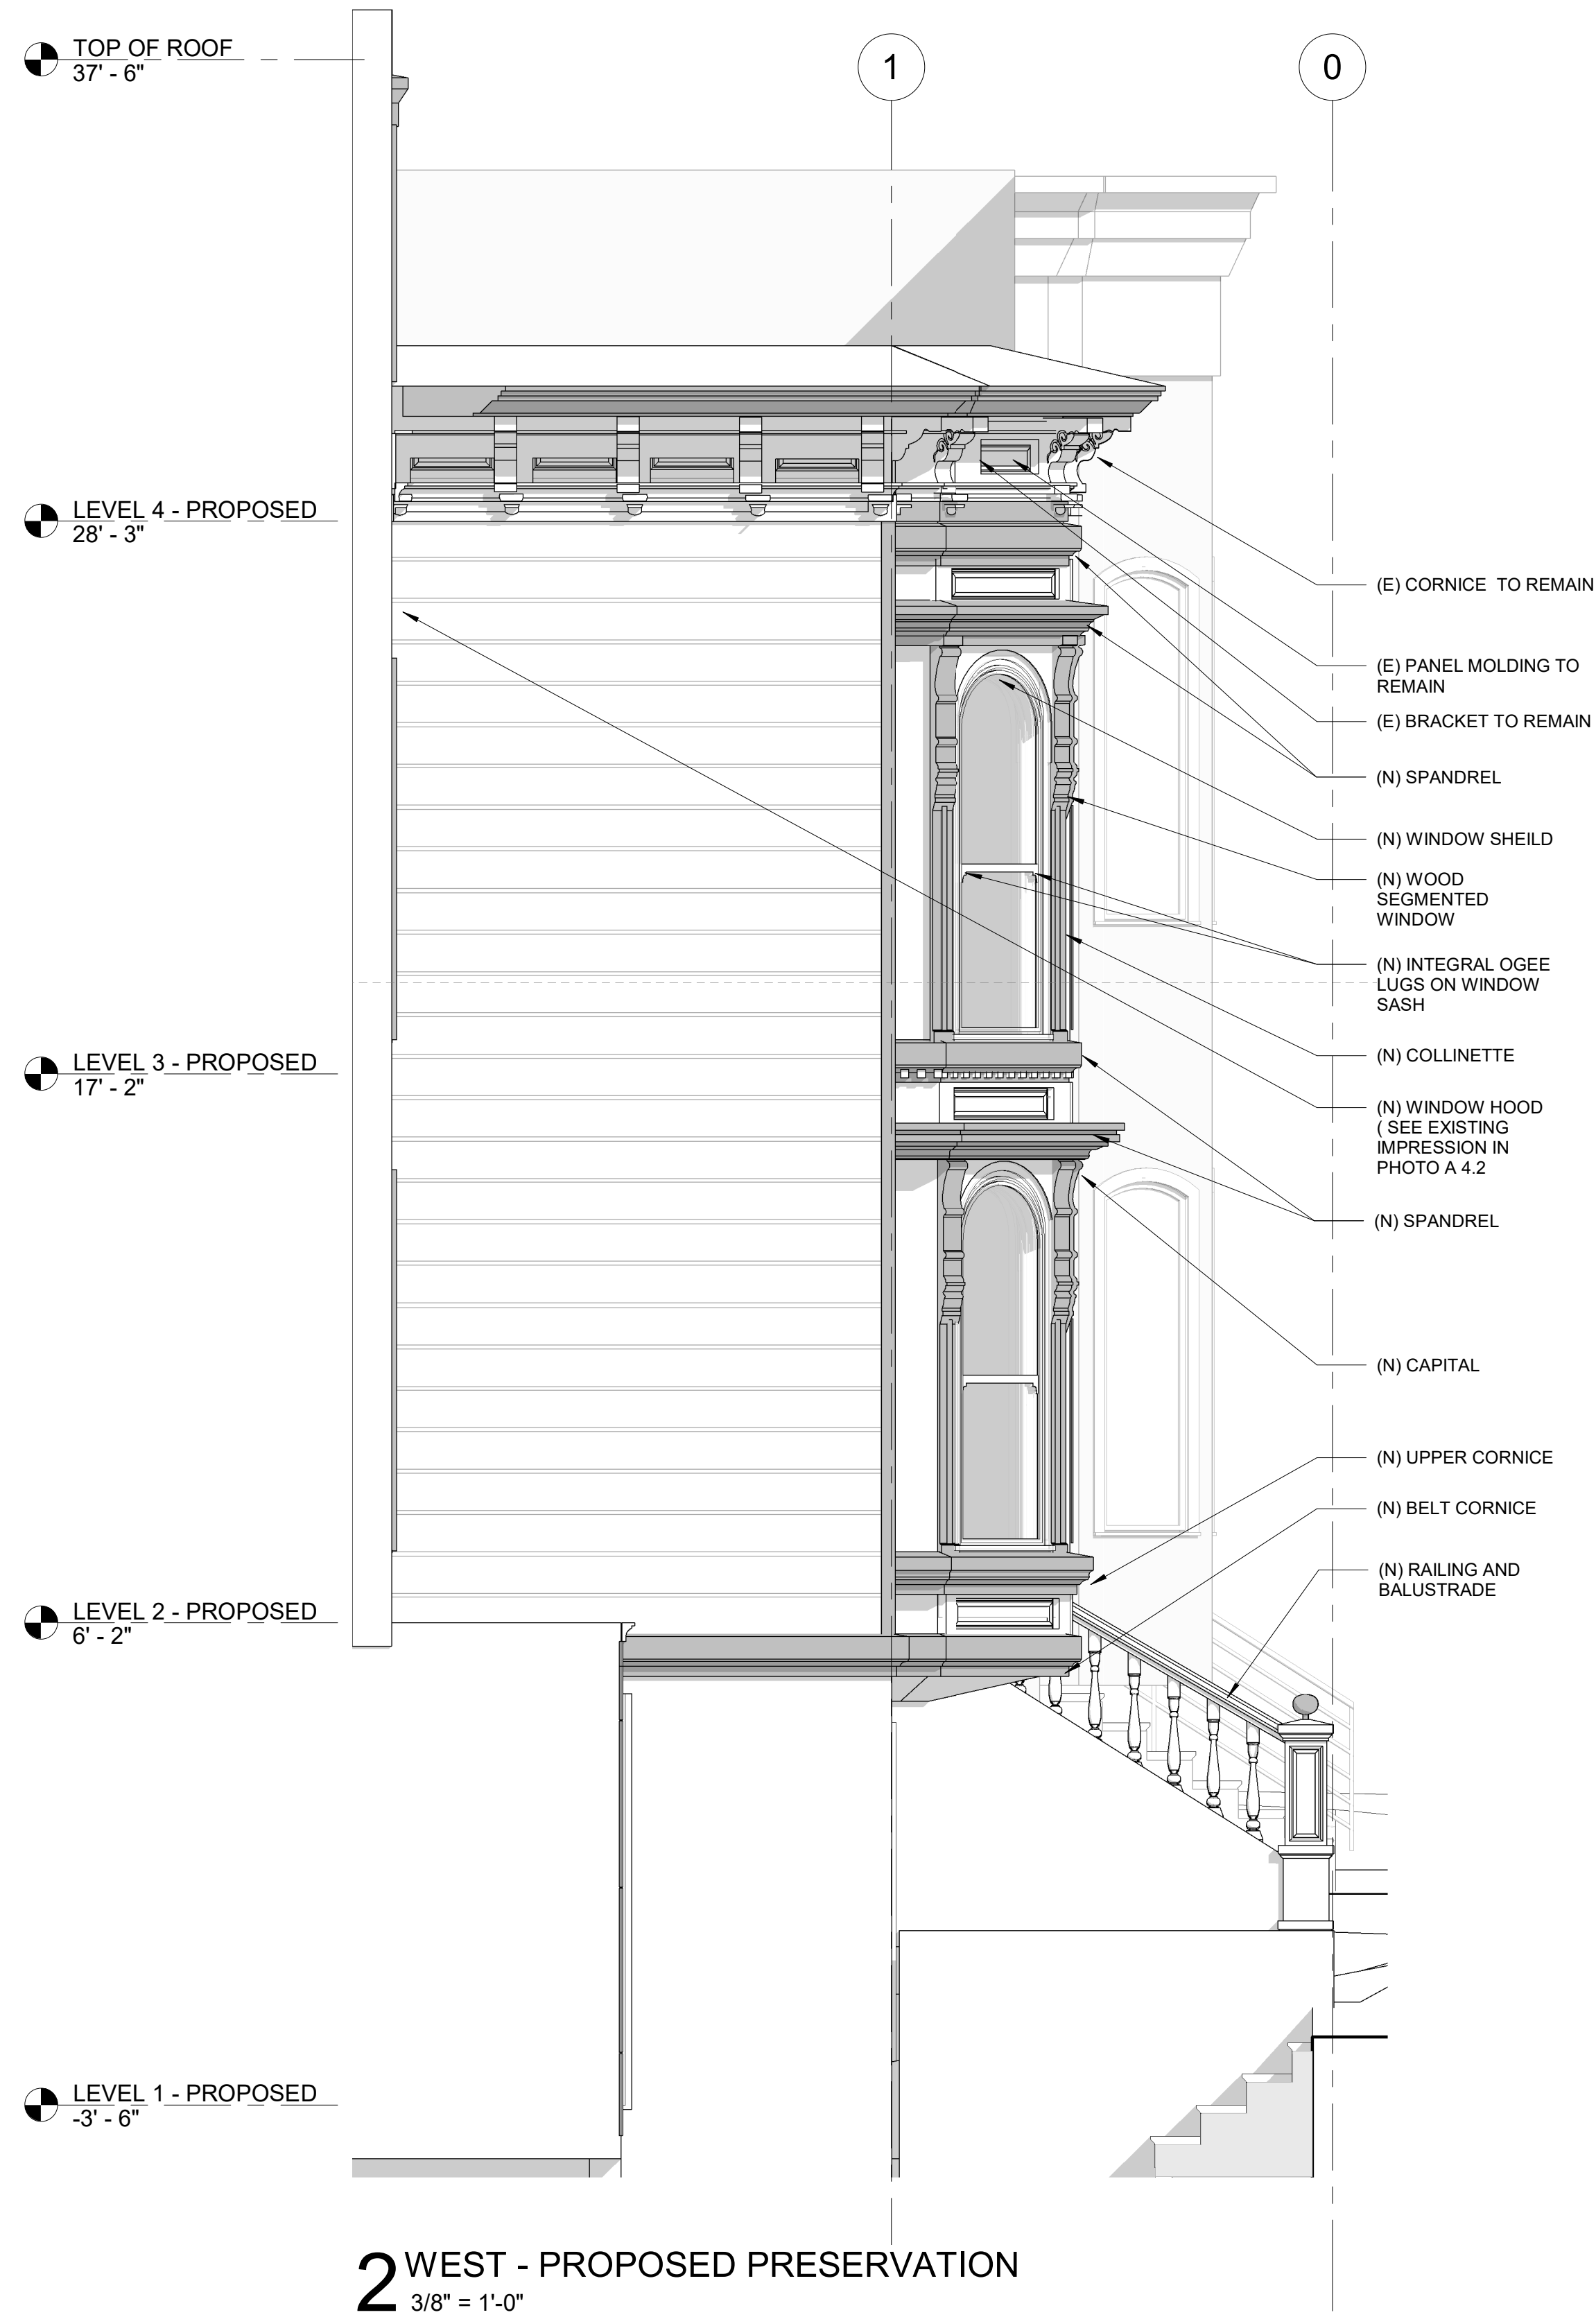 TOP OF ROOF
37' - 6"
1
0
LEVEL 4 - PROPOSED
28' - 3"
(E) CORNICE TO REMAIN
(E) PANEL MOLDING TO
REMAIN
(E) BRACKET TO REMAIN
(N) SPANDREL
(N) WINDOW SHEILD
(N) WOOD
SEGMENTED
WINDOW
(N) INTEGRAL OGEE
LUGS ON WINDOW
SASH
(N) COLLINETTE
LEVEL 3 - PROPOSED
17' - 2"
(N) WINDOW HOOD
( SEE EXISTING
IMPRESSION IN
PHOTO A 4.2
(N) SPANDREL
(N) CAPITAL
(N) UPPER CORNICE
(N) BELT CORNICE
(N) RAILING AND
BALUSTRADE
LEVEL 2 - PROPOSED
6' - 2"
LEVEL 1 - PROPOSED
-3' - 6"
2 WEST - PROPOSED PRESERVATION
3/8" = 1'-0"